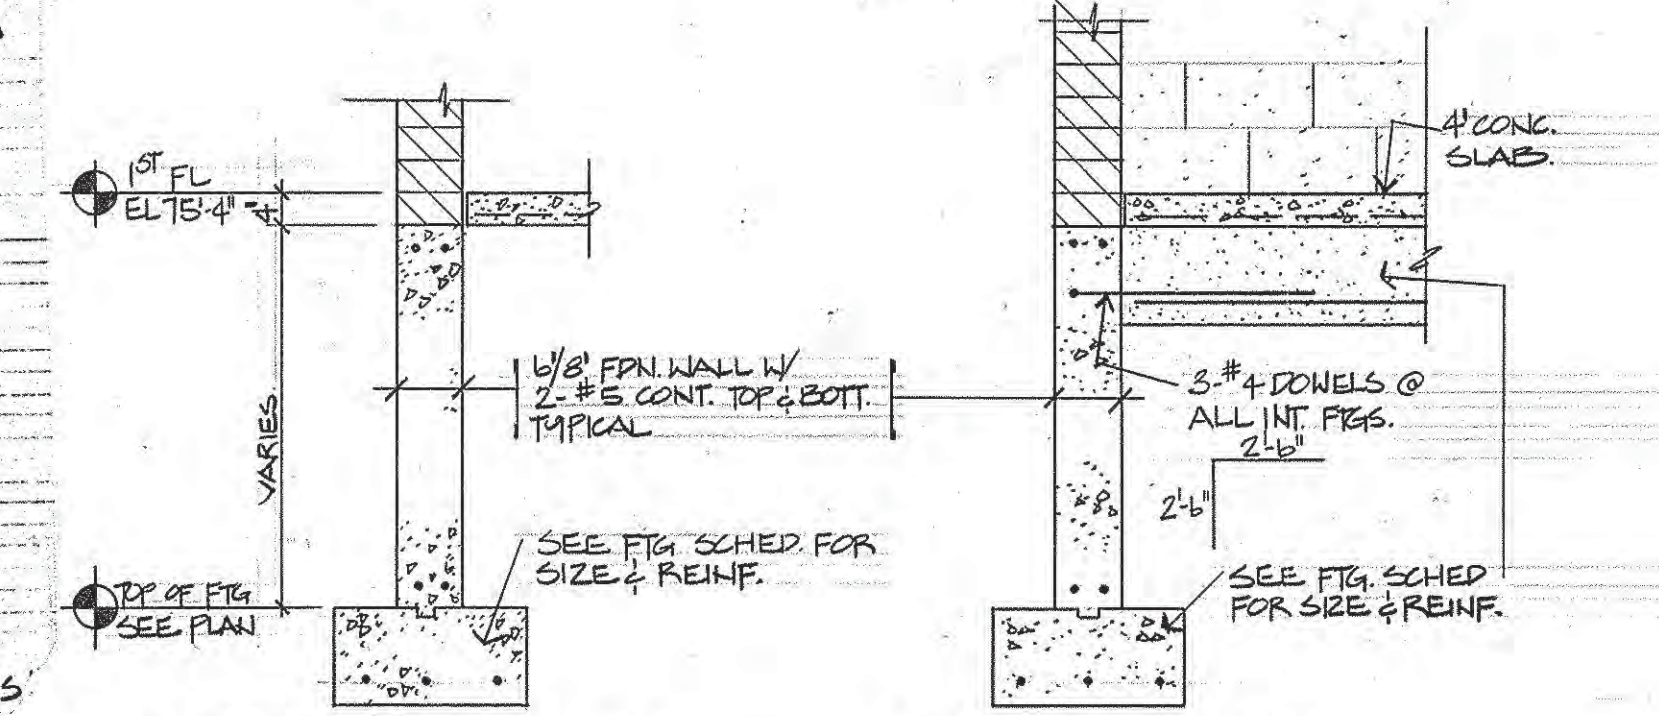 1ST FL
EL 75'-4"
4"
VARIES
TOP OF FTG
SEE PLAN
6"/8" FDN. WALL W/
2-#5 CONT. TOP & BOTT.
TYPICAL
SEE FTG SCHED. FOR
SIZE & REINF.
4" CONC.
SLAB.
3-#4 DOWELS @
ALL INT. FTGS.
2'-6"
2'-6"
SEE FTG. SCHED
FOR SIZE & REINF.
S